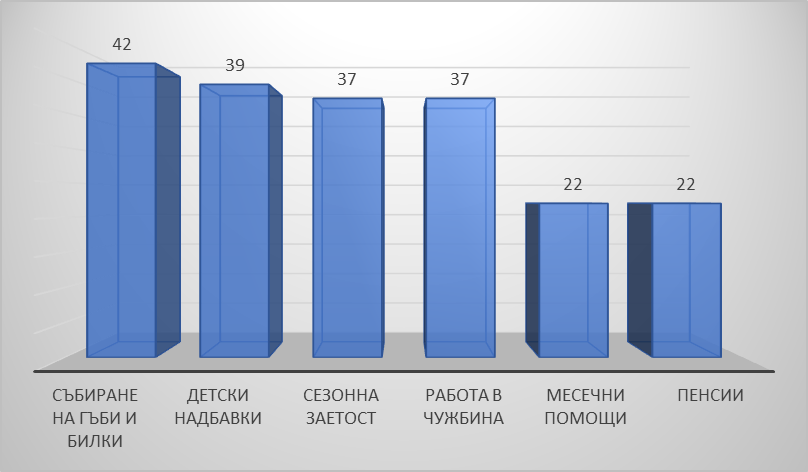 42
39
37
37
22
22
СЪБИРАНЕ
НА ГЪБИ И
БИЛКИ
ДЕТСКИ
НАДБАВКИ
СЕЗОННА
ЗАЕТОСТ
РАБОТА В
ЧУЖБИНА
МЕСЕЧНИ
ПОМОЩИ
ПЕНСИИ